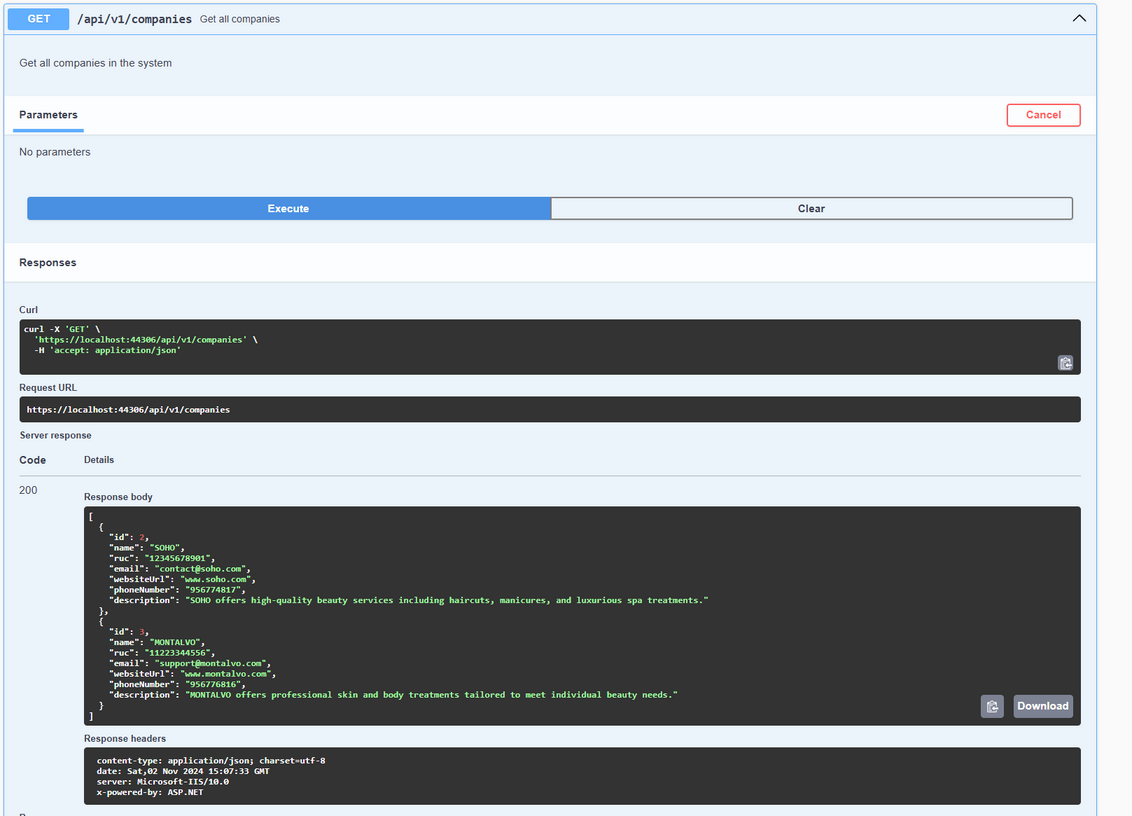 GET /api/v1/companies Get all companies
Get all companies in the system
Parameters
Cancel
No parameters
Execute
Clear
Responses
Curl
curl -X 'GET' \
'https://localhost:44306/api/v1/companies' \
-H 'accept: application/json'
Request URL
https://localhost:44306/api/v1/companies
Server response
Code Details
200
Response body
[
{
"id": 2,
"name": "SOHO",
"ruc": "12345678901",
"email": "contact@soho.com",
"websiteUrl": "www.soho.com",
"phoneNumber": "956774817",
"description": "SOHO offers high-quality beauty services including haircuts, manicures, and luxurious spa treatments."
},
{
"id": 3,
"name": "MONTALVO",
"ruc": "11223344556",
"email": "support@montalvo.com",
"websiteUrl": "www.montalvo.com",
"phoneNumber": "956776816",
"description": "MONTALVO offers professional skin and body treatments tailored to meet individual beauty needs."
}
]
Download
Response headers
content-type: application/json; charset=utf-8
date: Sat,02 Nov 2024 15:07:33 GMT
server: Microsoft-IIS/10.0
x-powered-by: ASP.NET